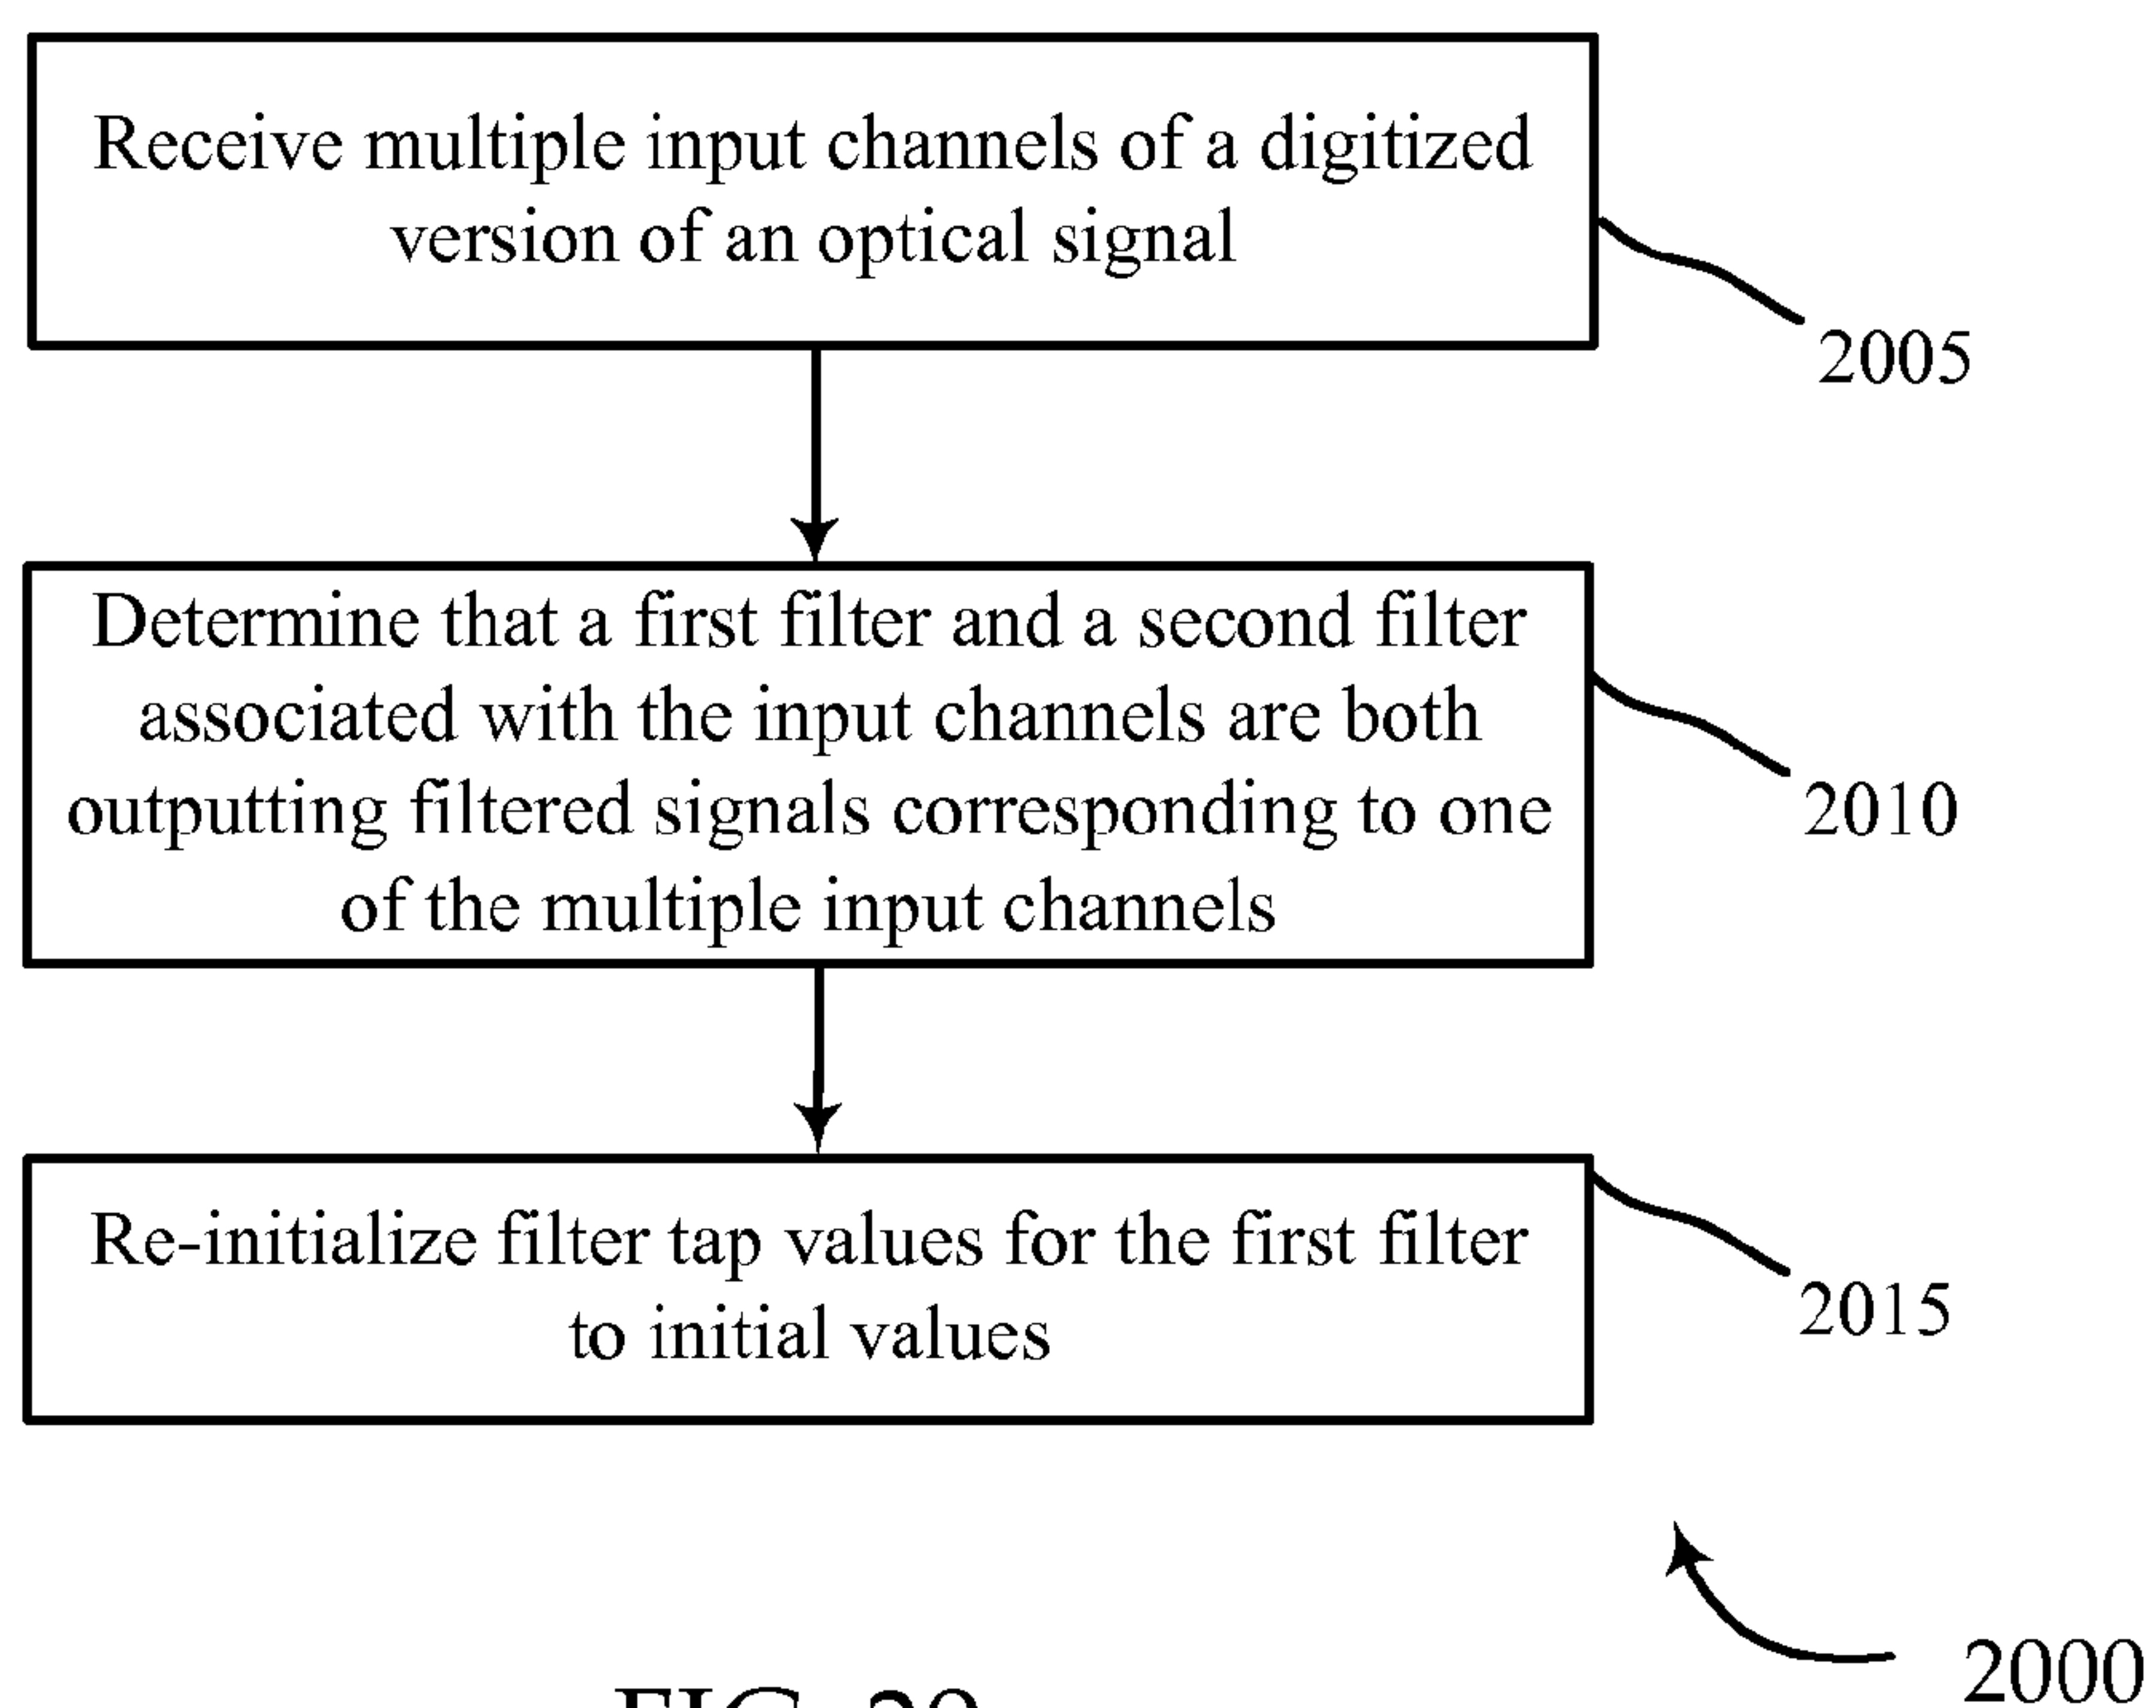 Receive multiple input channels of a digitized
version of an optical signal
2005
Determine that a first filter and a second filter
associated with the input channels are both
outputting filtered signals corresponding to one
of the multiple input channels
2010
Re-initialize filter tap values for the first filter
to initial values
2015
2000
FIG.